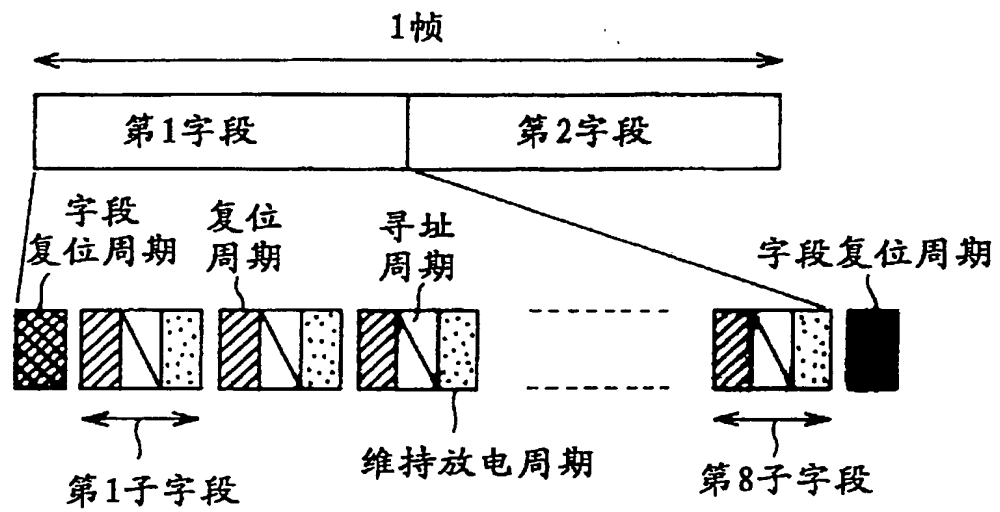 1帧
第1字段
第2字段
字段
复位周期
复位
周期
寻址
周期
字段复位周期
维持放电周期
第1子字段
第8子字段